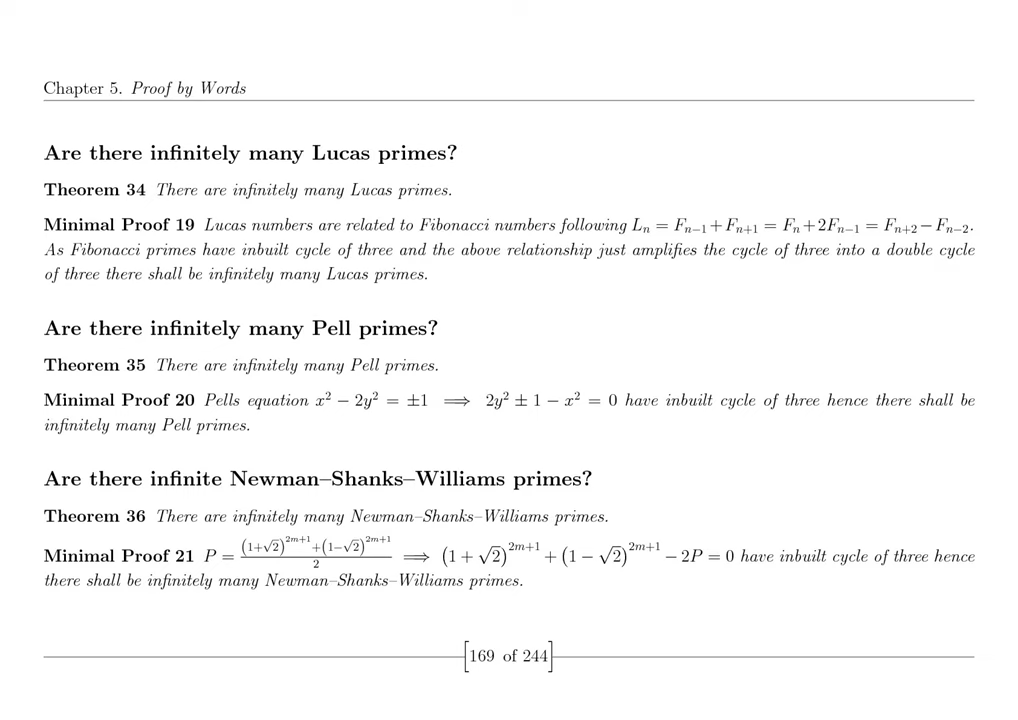 Chapter 5. Proof by Words
Are there infinitely many Lucas primes?
Theorem 34 There are infinitely many Lucas primes.
Minimal Proof 19 Lucas numbers are related to Fibonacci numbers following Lₙ = Fₙ₋₁ + Fₙ₊₁ = Fₙ + 2Fₙ₋₁ = Fₙ₊₂ − Fₙ₋₂.
As Fibonacci primes have inbuilt cycle of three and the above relationship just amplifies the cycle of three into a double cycle
of three there shall be infinitely many Lucas primes.
Are there infinitely many Pell primes?
Theorem 35 There are infinitely many Pell primes.
Minimal Proof 20 Pells equation x² − 2y² = ±1 ⟹ 2y² ± 1 − x² = 0 have inbuilt cycle of three hence there shall be
infinitely many Pell primes.
Are there infinite Newman–Shanks–Williams primes?
Theorem 36 There are infinitely many Newman–Shanks–Williams primes.
Minimal Proof 21 P = ((1+√2)^{2m+1} + (1−√2)^{2m+1})/2 ⟹ (1 + √2)^{2m+1} + (1 − √2)^{2m+1} − 2P = 0 have inbuilt cycle of three hence
there shall be infinitely many Newman–Shanks–Williams primes.
[169 of 244]